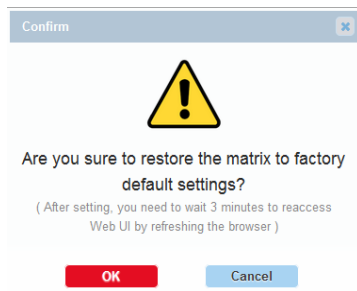 Confirm
Are you sure to restore the matrix to factory
default settings?
( After setting, you need to wait 3 minutes to reaccess
Web UI by refreshing the browser )
OK
Cancel